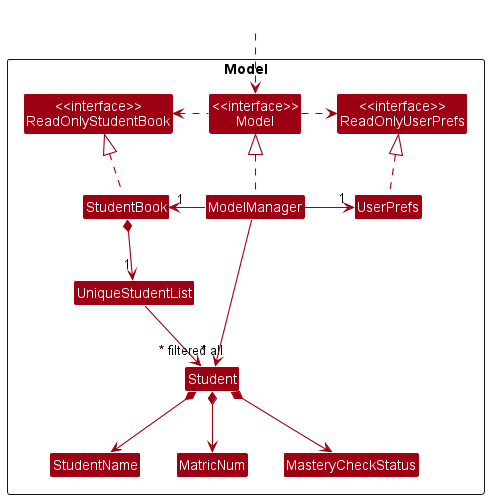 Model
<<interface>>
ReadOnlyStudentBook
<<interface>>
Model
<<interface>>
ReadOnlyUserPrefs
StudentBook
1
ModelManager
1
UserPrefs
1
UniqueStudentList
* filtered
* all
Student
StudentName
MatricNum
MasteryCheckStatus